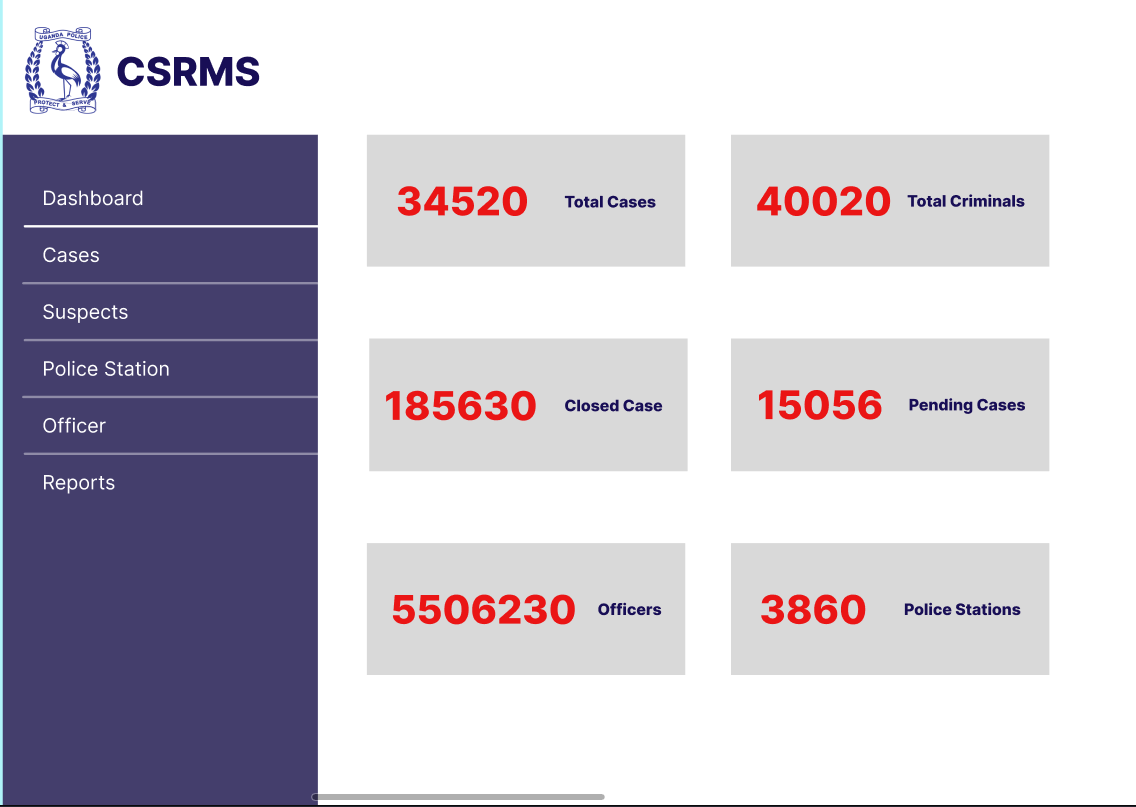 UGANDA POLICE
PROTECT & SERVE
CSRMS
Dashboard
Cases
Suspects
Police Station
Officer
Reports
34520 Total Cases
40020 Total Criminals
185630 Closed Case
15056 Pending Cases
5506230 Officers
3860 Police Stations